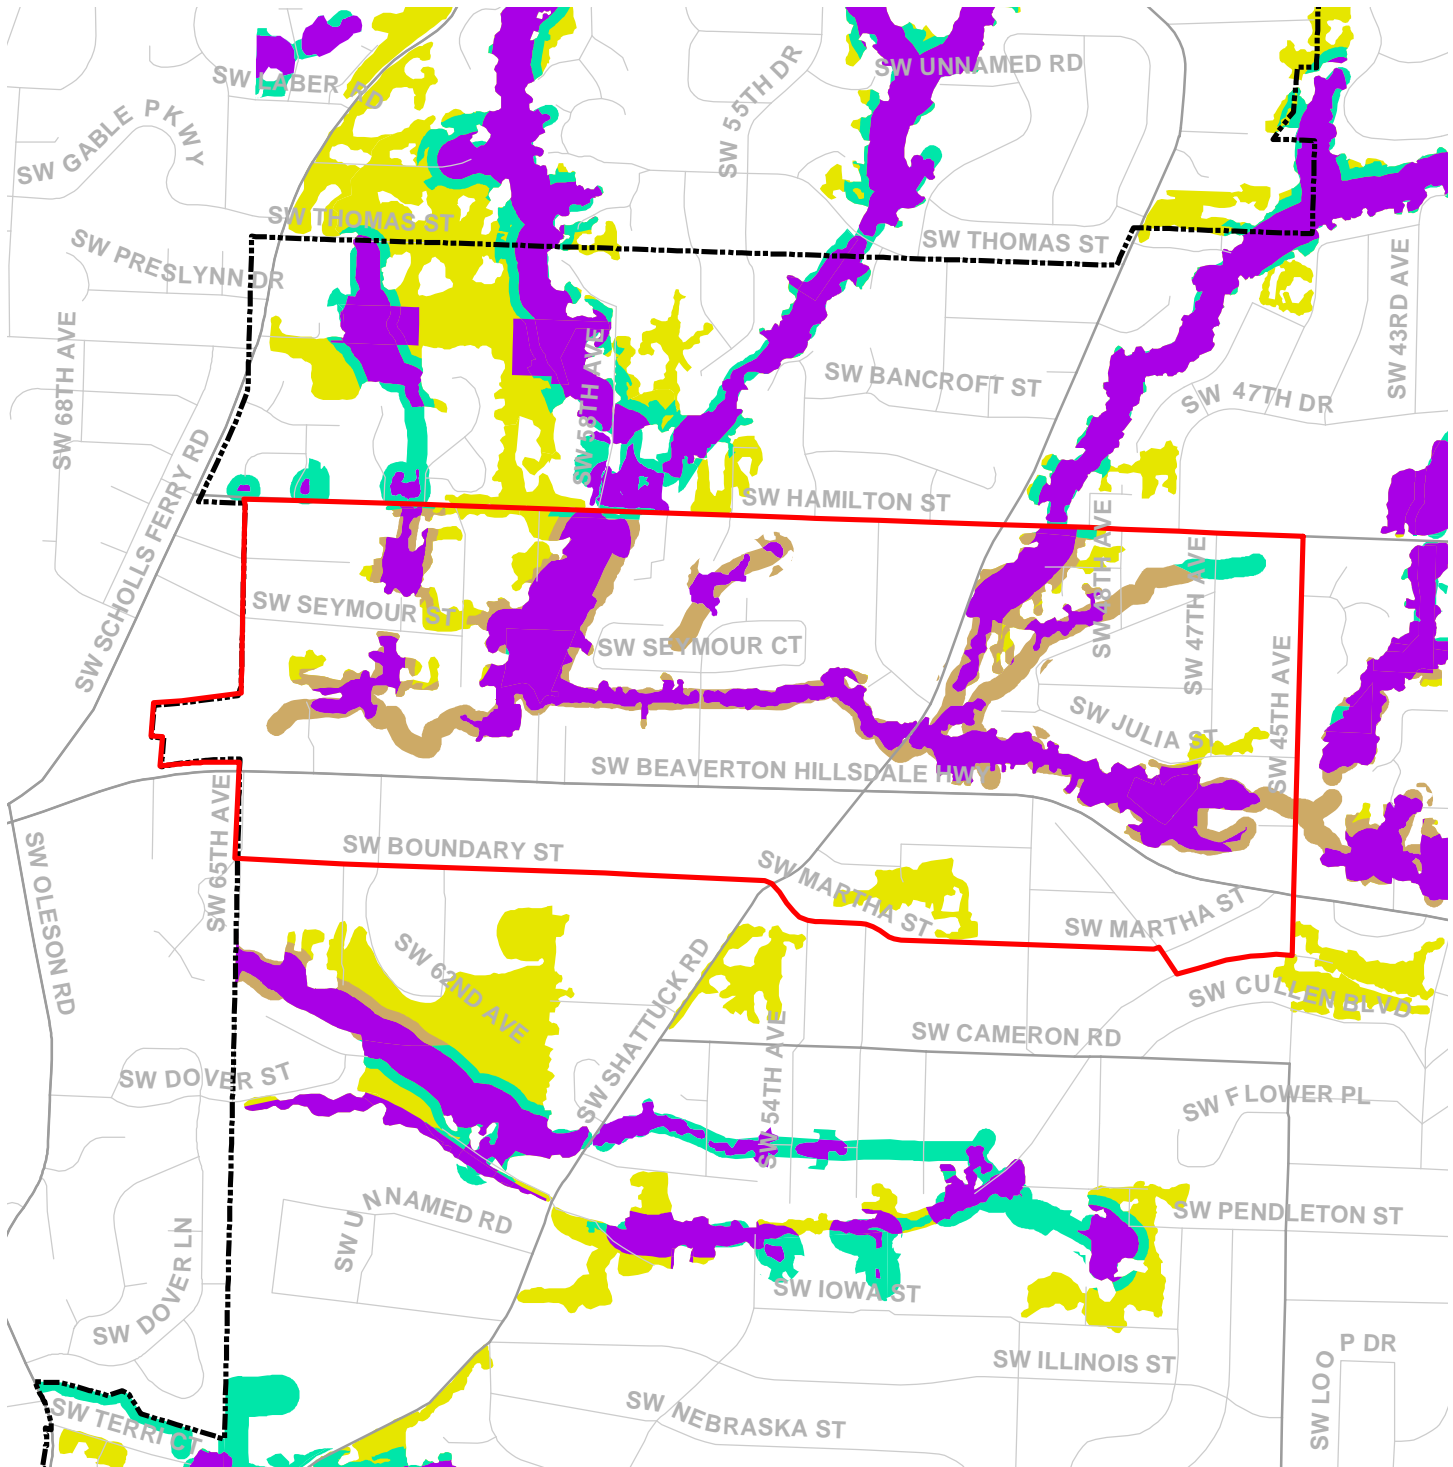 SW UNNAMED RD
SW LABER RD
SW 55TH DR
SW GABLE PKWY
SW THOMAS ST
SW THOMAS ST
SW PRESLYNN DR
SW 43RD AVE
SW 68TH AVE
SW BANCROFT ST
SW 47TH DR
SW 58TH AVE
SW HAMILTON ST
SW SCHOLLS FERRY RD
SW 48TH AVE
SW 47TH AVE
SW SEYMOUR ST
SW SEYMOUR CT
SW 45TH AVE
SW JULIA ST
SW BEAVERTON HILLSDALE HWY
SW 65TH AVE
SW BOUNDARY ST
SW OLESON RD
SW MARTHA ST
SW MARTHA ST
SW 62ND AVE
SW SHATTUCK RD
SW CULLEN BLVD
SW CAMERON RD
SW 54TH AVE
SW DOVER ST
SW FLOWER PL
SW UNNAMED RD
SW PENDLETON ST
SW DOVER LN
SW IOWA ST
SW ILLINOIS ST
SW LOOP DR
SW NEBRASKA ST
SW TERRI CT